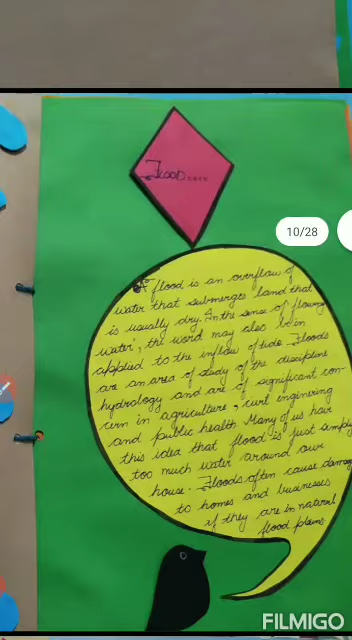 Flood....
10/28
A flood is an overflow of
water that submerges land that
is usually dry. In the sense of "flowing
water", the word may also be in
applied to the inflow of tide. Floods
are an area of study of the discipline
hydrology and are of significant con-
cern in agriculture, civil enginering
and public health. Many of us have
this idea that flood is just simply
too much water around our
house. Floods often cause damag
to homes and businesses
if they are in natural
flood plains.
FILMIGO